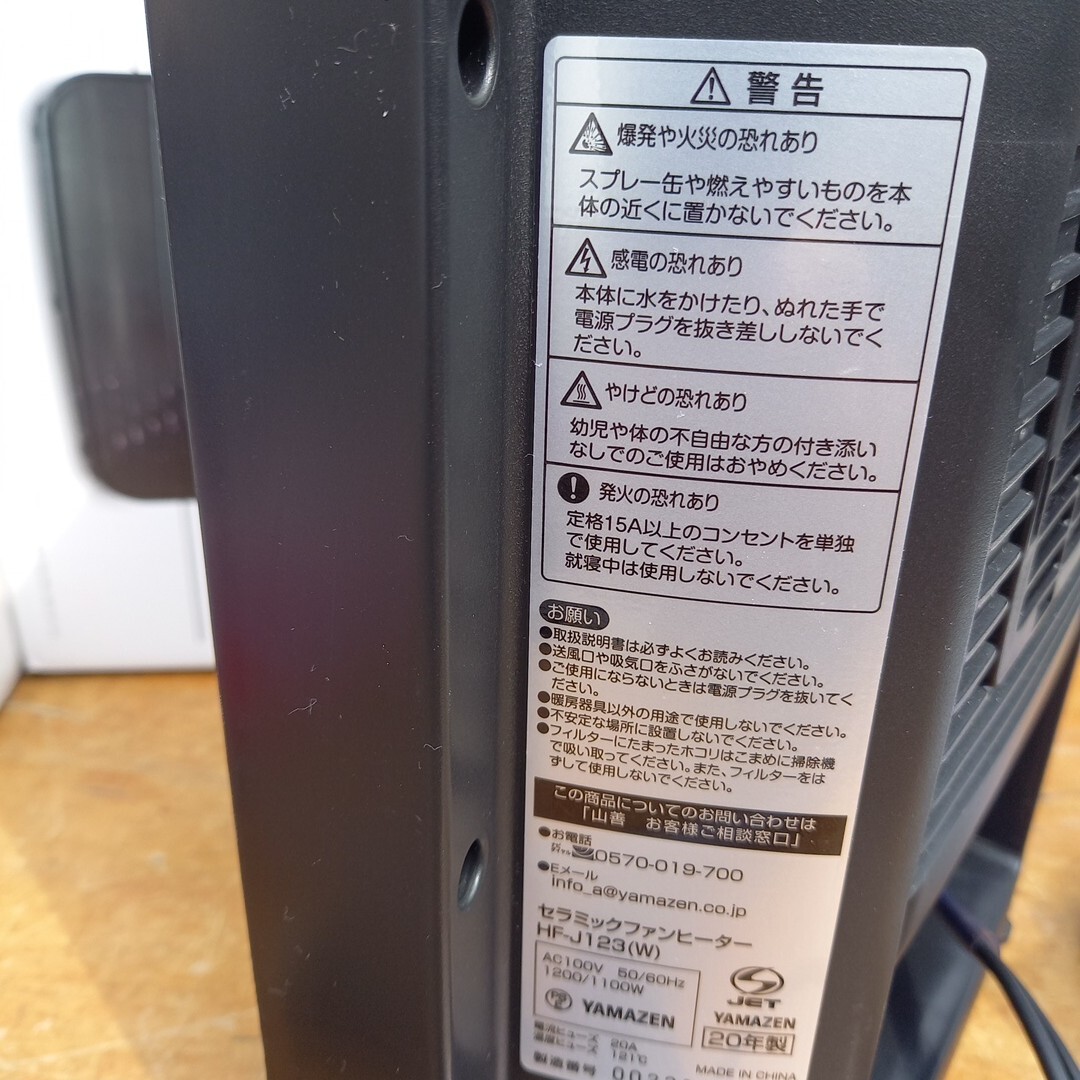 警告
爆発や火災の恐れあり
スプレー缶や燃えやすいものを本
体の近くに置かないでください。
感電の恐れあり
本体に水をかけたり、ぬれた手で
電源プラグを抜き差ししないでく
ださい。
やけどの恐れあり
幼児や体の不自由な方の付き添い
なしでのご使用はおやめください。
発火の恐れあり
定格15A以上のコンセントを単独
で使用してください。
就寝中は使用しないでください。
お願い
●取扱説明書は必ずよくお読みください。
●送風口や吸気口をふさがないでください。
●ご使用にならないときは電源プラグを抜いてく
ださい。
●暖房器具以外の用途で使用しないでください。
●不安定な場所に設置しないでください。
●フィルターにたまったホコリはこまめに掃除機
で吸い取ってください。また、フィルターをは
ずして使用しないでください。
この商品についてのお問い合わせは
「山善 お客様ご相談窓口」
●お電話
0570-019-700
●Eメール
info_a@yamazen.co.jp
セラミックファンヒーター
HF-J123(W)
AC100V 50/60Hz
1200/1100W
PSE YAMAZEN
JET
YAMAZEN
20年製
電流ヒューズ 20A
温度ヒューズ 121℃
製造番号
MADE IN CHINA